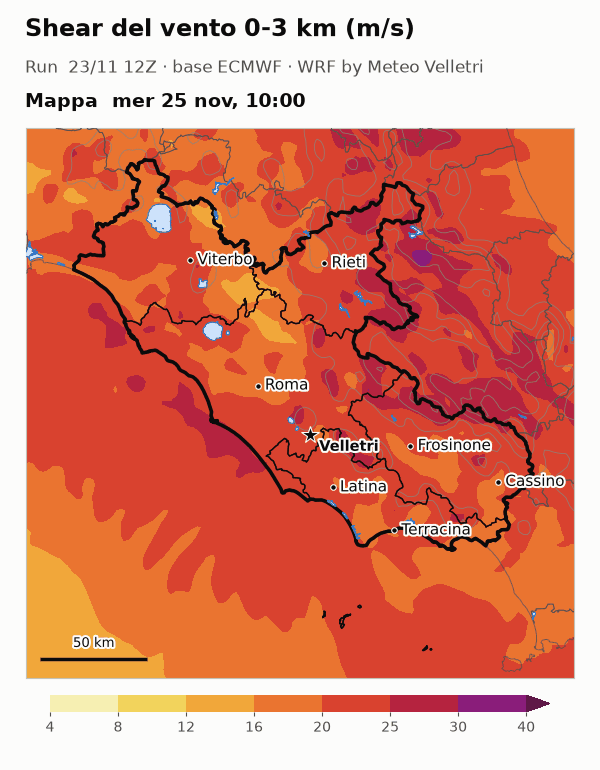 Shear del vento 0-3 km (m/s)
Run  23/11 12Z · base ECMWF · WRF by Meteo Velletri
Mappa  mer 25 nov, 10:00
Viterbo
Rieti
Roma
Velletri
Frosinone
Latina
Cassino
Terracina
50 km
4 8 12 16 20 25 30 40